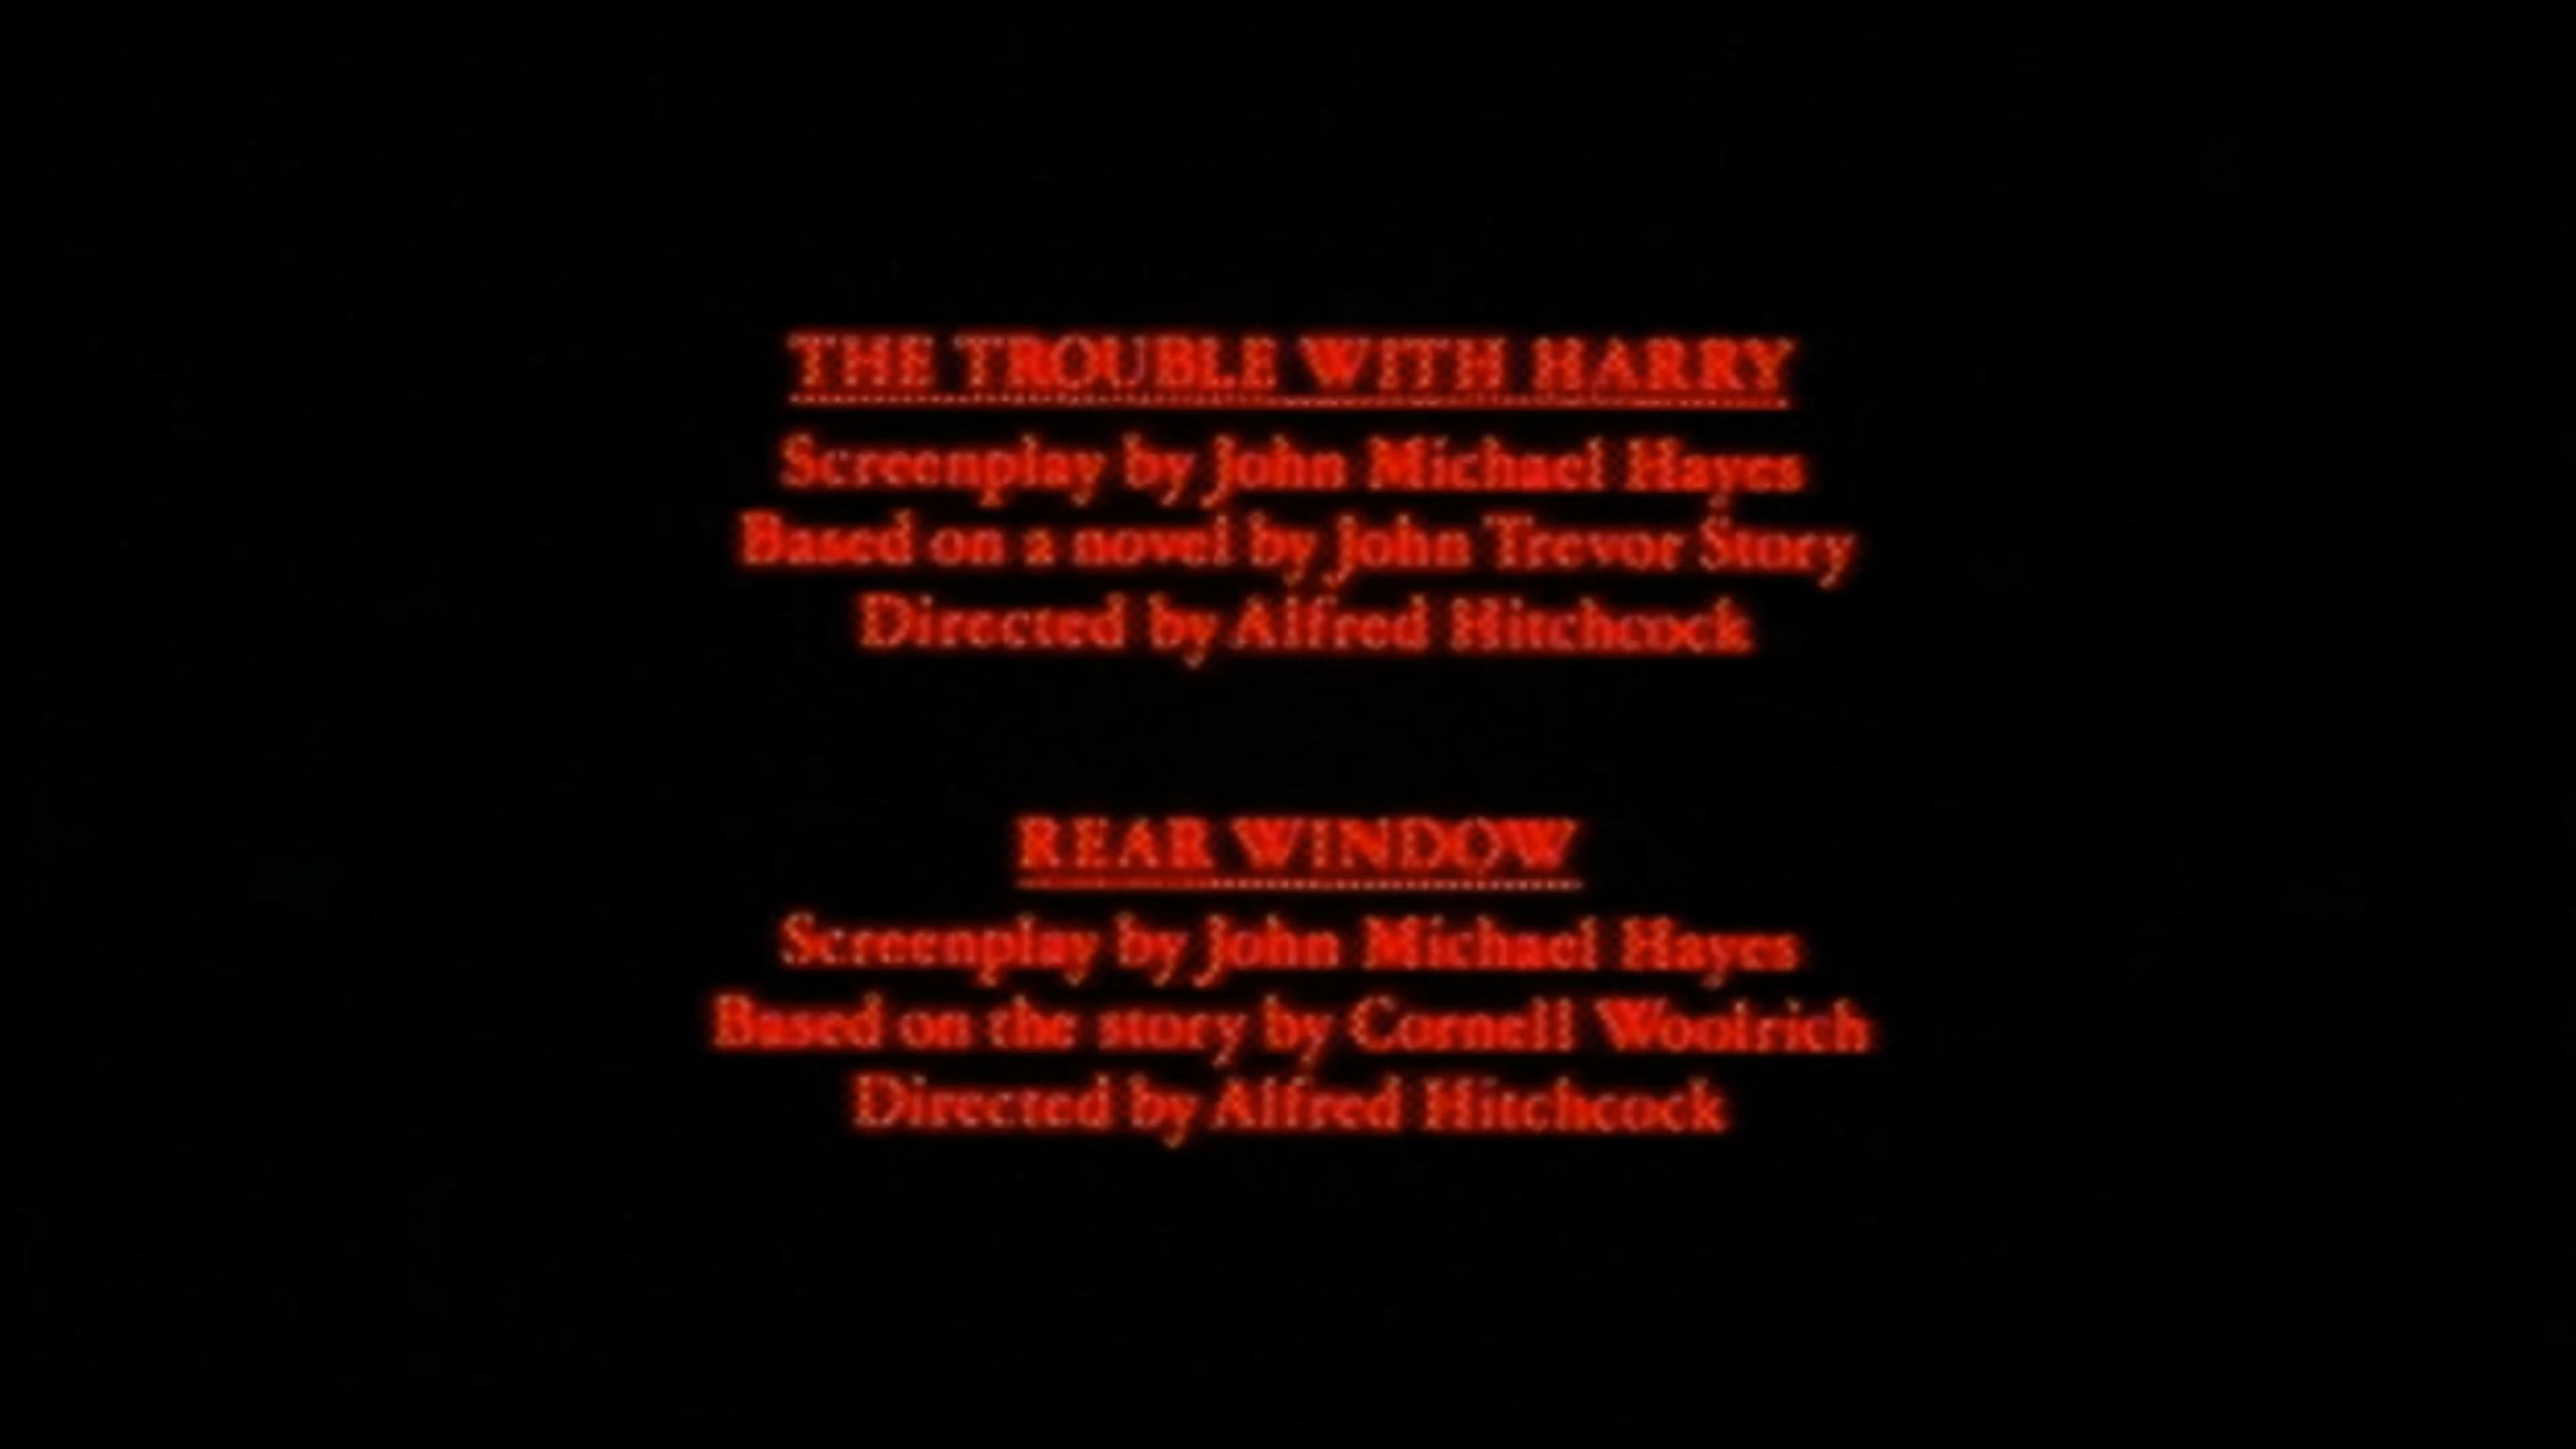 THE TROUBLE WITH HARRY
Screenplay by John Michael Hayes
Based on a novel by John Trevor Story
Directed by Alfred Hitchcock
REAR WINDOW
Screenplay by John Michael Hayes
Based on the story by Cornell Woolrich
Directed by Alfred Hitchcock